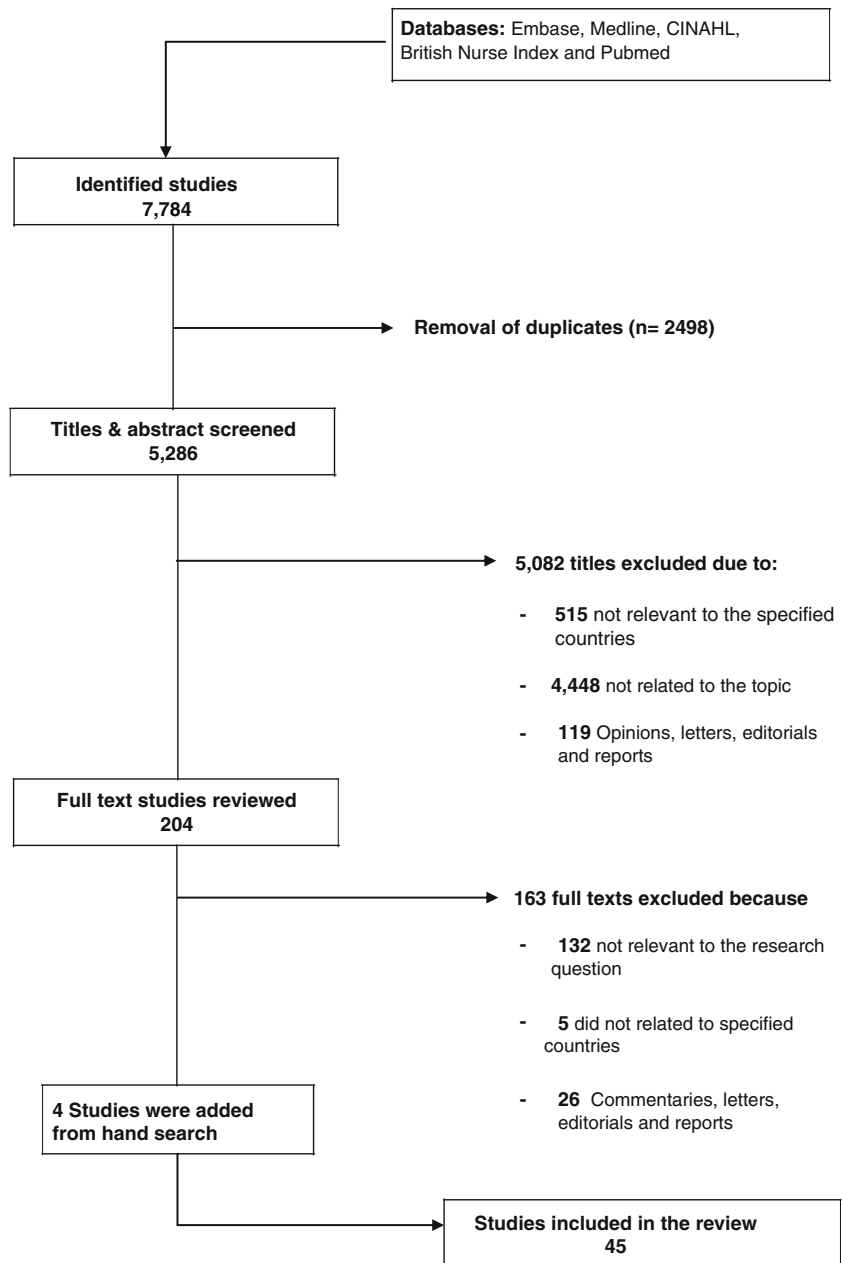 Databases: Embase, Medline, CINAHL,
British Nurse Index and Pubmed
Identified studies
7,784
Removal of duplicates (n= 2498)
Titles & abstract screened
5,286
5,082 titles excluded due to:
- 515 not relevant to the specified
countries
- 4,448 not related to the topic
- 119 Opinions, letters, editorials
and reports
Full text studies reviewed
204
163 full texts excluded because
- 132 not relevant to the research
question
- 5 did not related to specified
countries
- 26 Commentaries, letters,
editorials and reports
4 Studies were added
from hand search
Studies included in the review
45